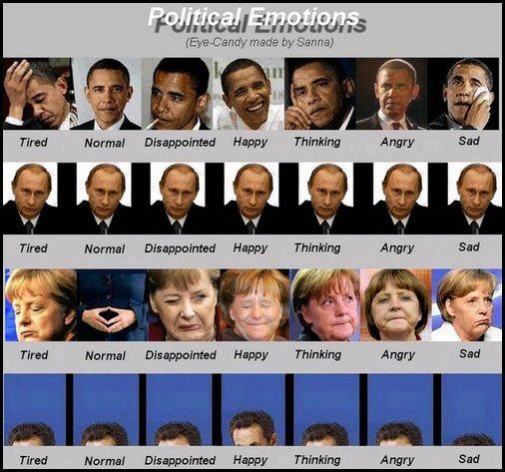 Political Emotions
(Eye-Candy made by Sanna)
Tired Normal Disappointed Happy Thinking Angry Sad
Tired Normal Disappointed Happy Thinking Angry Sad
Tired Normal Disappointed Happy Thinking Angry Sad
Tired Normal Disappointed Happy Thinking Angry Sad